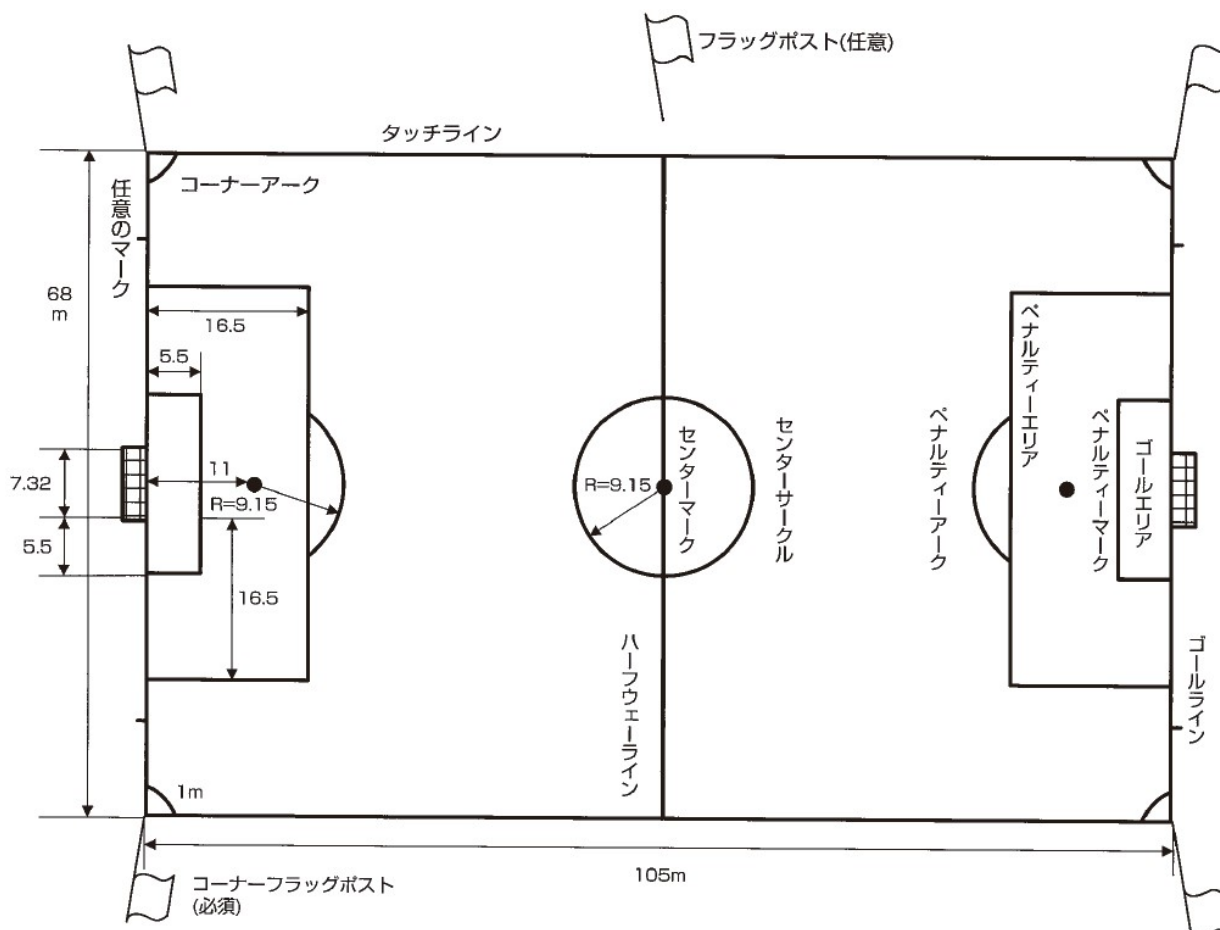 フラッグポスト(任意)
タッチライン
コーナーアーク
任意のマーク
68
m
16.5
5.5
11
7.32
R=9.15
5.5
16.5
R=9.15
センターマーク
センターサークル
ペナルティーアーク
ペナルティーエリア
ペナルティーマーク
ゴールエリア
ハーフウェーライン
ゴールライン
1m
105m
コーナーフラッグポスト
(必須)